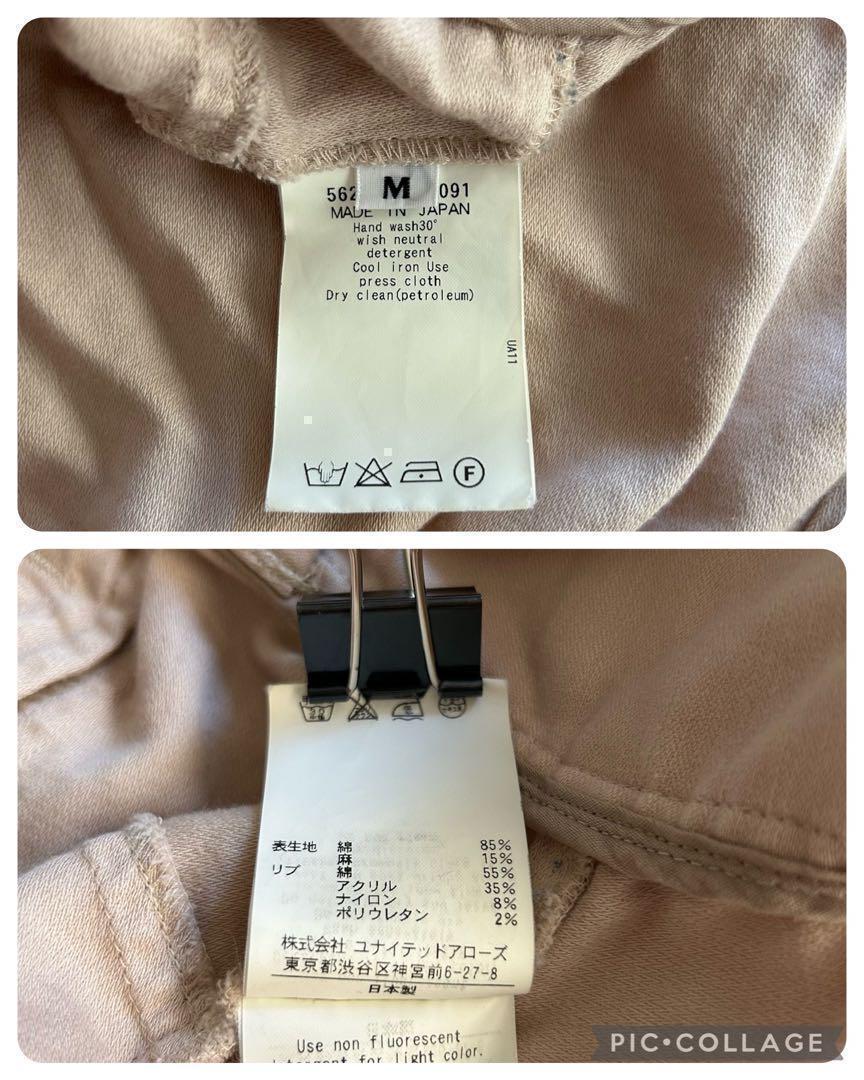 562 M 091
MADE IN JAPAN
Hand wash30°
wish neutral
detergent
Cool iron Use
press cloth
Dry clean(petroleum)
UA11
F
表生地 綿 85%
麻 15%
リブ 綿 55%
アクリル 35%
ナイロン 8%
ポリウレタン 2%
株式会社 ユナイテッドアローズ
東京都渋谷区神宮前6-27-8
日本製
Use non fluorescent
for light color.
PIC•COLLAGE